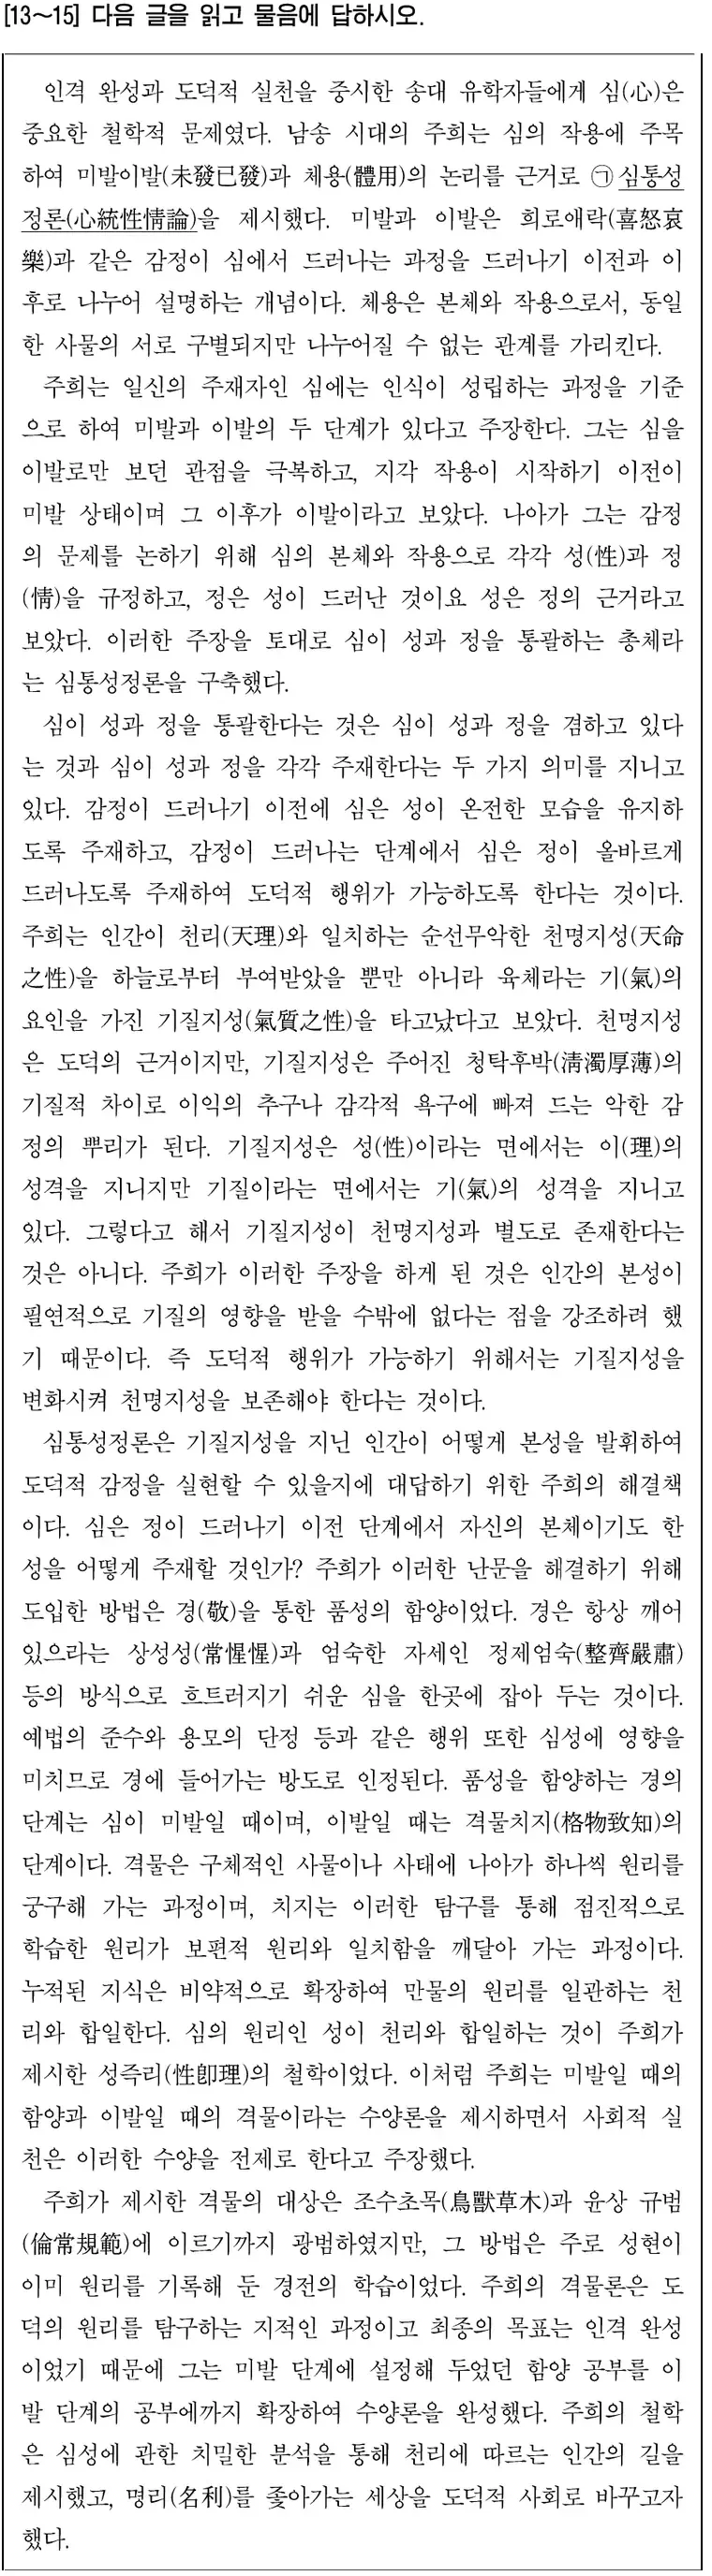 [13~15] 다음 글을 읽고 물음에 답하시오.
인격 완성과 도덕적 실천을 중시한 송대 유학자들에게 심(心)은
중요한 철학적 문제였다. 남송 시대의 주희는 심의 작용에 주목
하여 미발이발(未發已發)과 체용(體用)의 논리를 근거로 ㉠심통성
정론(心統性情論)을 제시했다. 미발과 이발은 희로애락(喜怒哀
樂)과 같은 감정이 심에서 드러나는 과정을 드러나기 이전과 이
후로 나누어 설명하는 개념이다. 체용은 본체와 작용으로서, 동일
한 사물의 서로 구별되지만 나누어질 수 없는 관계를 가리킨다.
주희는 일신의 주재자인 심에는 인식이 성립하는 과정을 기준
으로 하여 미발과 이발의 두 단계가 있다고 주장한다. 그는 심을
이발로만 보던 관점을 극복하고, 지각 작용이 시작하기 이전이
미발 상태이며 그 이후가 이발이라고 보았다. 나아가 그는 감정
의 문제를 논하기 위해 심의 본체와 작용으로 각각 성(性)과 정
(情)을 규정하고, 정은 성이 드러난 것이요 성은 정의 근거라고
보았다. 이러한 주장을 토대로 심이 성과 정을 통괄하는 총체라
는 심통성정론을 구축했다.
심이 성과 정을 통괄한다는 것은 심이 성과 정을 겸하고 있다
는 것과 심이 성과 정을 각각 주재한다는 두 가지 의미를 지니고
있다. 감정이 드러나기 이전에 심은 성이 온전한 모습을 유지하
도록 주재하고, 감정이 드러나는 단계에서 심은 정이 올바르게
드러나도록 주재하여 도덕적 행위가 가능하도록 한다는 것이다.
주희는 인간이 천리(天理)와 일치하는 순선무악한 천명지성(天命
之性)을 하늘로부터 부여받았을 뿐만 아니라 육체라는 기(氣)의
요인을 가진 기질지성(氣質之性)을 타고났다고 보았다. 천명지성
은 도덕의 근거이지만, 기질지성은 주어진 청탁후박(淸濁厚薄)의
기질적 차이로 이익의 추구나 감각적 욕구에 빠져 드는 악한 감
정의 뿌리가 된다. 기질지성은 성(性)이라는 면에서는 이(理)의
성격을 지니지만 기질이라는 면에서는 기(氣)의 성격을 지니고
있다. 그렇다고 해서 기질지성이 천명지성과 별도로 존재한다는
것은 아니다. 주희가 이러한 주장을 하게 된 것은 인간의 본성이
필연적으로 기질의 영향을 받을 수밖에 없다는 점을 강조하려 했
기 때문이다. 즉 도덕적 행위가 가능하기 위해서는 기질지성을
변화시켜 천명지성을 보존해야 한다는 것이다.
심통성정론은 기질지성을 지닌 인간이 어떻게 본성을 발휘하여
도덕적 감정을 실현할 수 있을지에 대답하기 위한 주희의 해결책
이다. 심은 정이 드러나기 이전 단계에서 자신의 본체이기도 한
성을 어떻게 주재할 것인가? 주희가 이러한 난문을 해결하기 위해
도입한 방법은 경(敬)을 통한 품성의 함양이었다. 경은 항상 깨어
있으라는 상성성(常惺惺)과 엄숙한 자세인 정제엄숙(整齊嚴肅)
등의 방식으로 흐트러지기 쉬운 심을 한곳에 잡아 두는 것이다.
예법의 준수와 용모의 단정 등과 같은 행위 또한 심성에 영향을
미치므로 경에 들어가는 방도로 인정된다. 품성을 함양하는 경의
단계는 심이 미발일 때이며, 이발일 때는 격물치지(格物致知)의
단계이다. 격물은 구체적인 사물이나 사태에 나아가 하나씩 원리를
궁구해 가는 과정이며, 치지는 이러한 탐구를 통해 점진적으로
학습한 원리가 보편적 원리와 일치함을 깨달아 가는 과정이다.
누적된 지식은 비약적으로 확장하여 만물의 원리를 일관하는 천
리와 합일한다. 심의 원리인 성이 천리와 합일하는 것이 주희가
제시한 성즉리(性卽理)의 철학이었다. 이처럼 주희는 미발일 때의
함양과 이발일 때의 격물이라는 수양론을 제시하면서 사회적 실
천은 이러한 수양을 전제로 한다고 주장했다.
주희가 제시한 격물의 대상은 조수초목(鳥獸草木)과 윤상 규범
(倫常規範)에 이르기까지 광범하였지만, 그 방법은 주로 성현이
이미 원리를 기록해 둔 경전의 학습이었다. 주희의 격물론은 도
덕의 원리를 탐구하는 지적인 과정이고 최종의 목표는 인격 완성
이었기 때문에 그는 미발 단계에 설정해 두었던 함양 공부를 이
발 단계의 공부에까지 확장하여 수양론을 완성했다. 주희의 철학
은 심성에 관한 치밀한 분석을 통해 천리에 따르는 인간의 길을
제시했고, 명리(名利)를 좇아가는 세상을 도덕적 사회로 바꾸고자
했다.